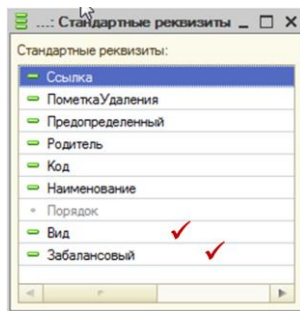 ...: Стандартные реквизиты
Стандартные реквизиты:
Ссылка
ПометкаУдаления
Предопределенный
Родитель
Код
Наименование
Порядок
Вид
Забалансовый